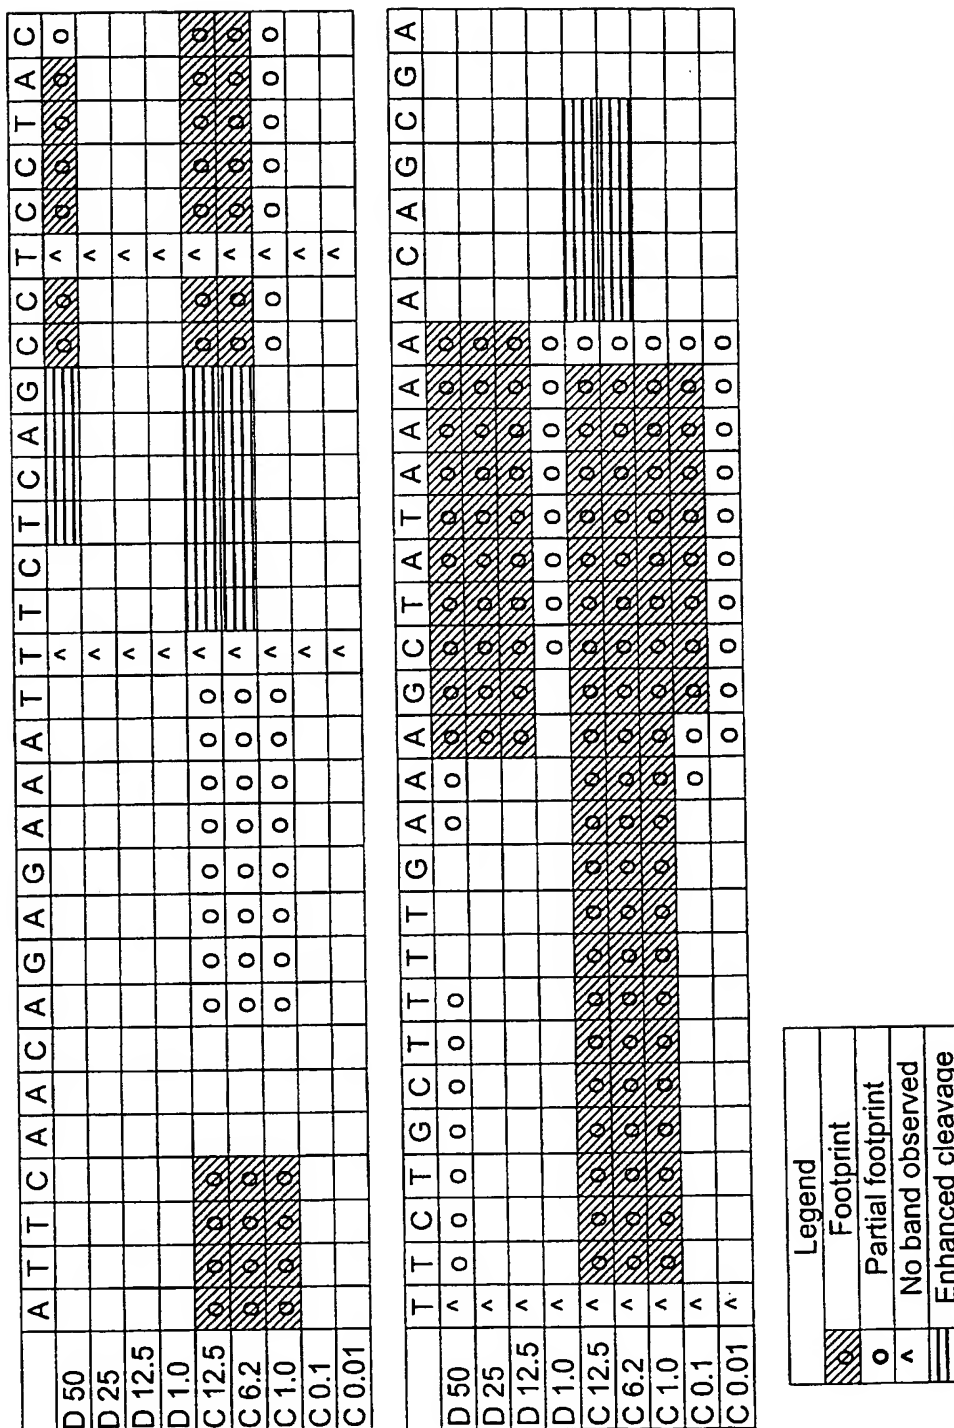 A T T C A A C A G A G A A A T T T C T C A G C C T C C T A C
D 50
D 25
D 12.5
D 1.0
C 12.5
C 6.2
C 1.0
C 0.1
C 0.01
T T C T G C T T T T G A A A G C T A T A A A A A C A G C G A
D 50
D 25
D 12.5
D 1.0
C 12.5
C 6.2
C 1.0
C 0.1
C 0.01
Legend
Footprint
o Partial footprint
^ No band observed
Enhanced cleavage